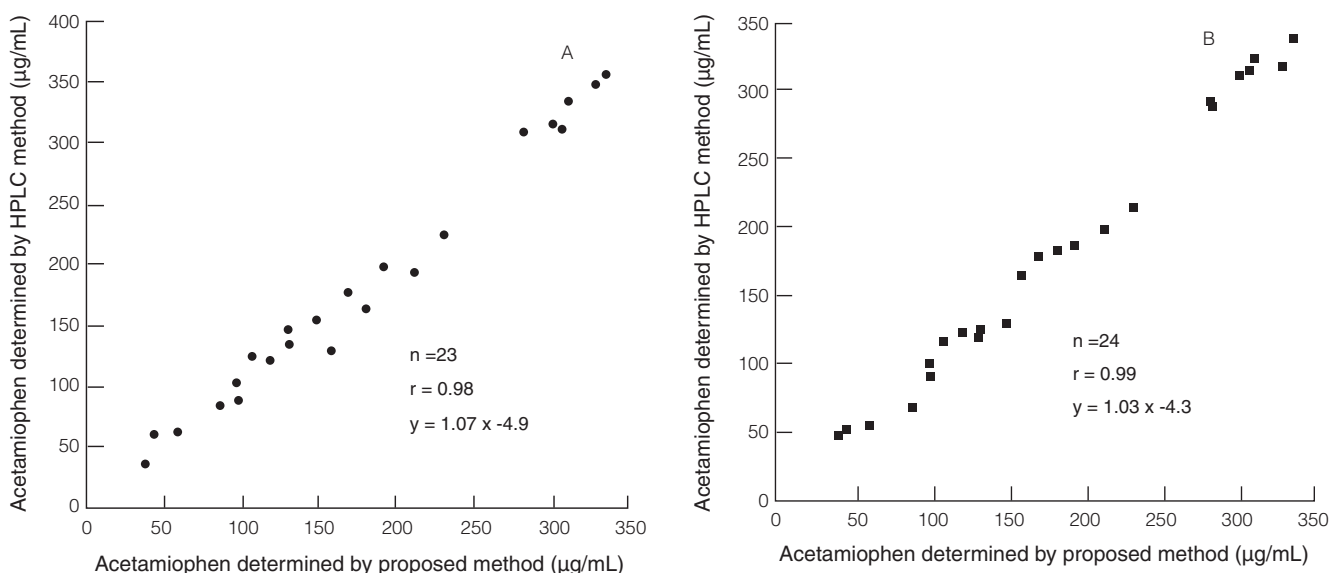 Acetamiophen determined by HPLC method (µg/mL)
400
350
300
250
200
150
100
50
0
A
n =23
r = 0.98
y = 1.07 x -4.9
0 50 100 150 200 250 300 350
Acetamiophen determined by proposed method (µg/mL)
Acetamiophen determined by HPLC method (µg/mL)
350
300
250
200
150
100
50
0
B
n =24
r = 0.99
y = 1.03 x -4.3
0 50 100 150 200 250 300 350
Acetamiophen determined by proposed method (µg/mL)